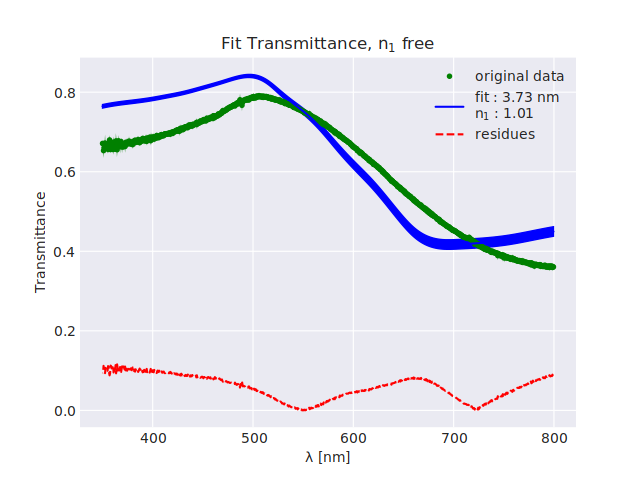 Fit Transmittance, n₁ free
original data
fit : 3.73 nm
n₁ : 1.01
residues
Transmittance
0.8
0.6
0.4
0.2
0.0
400
500
600
700
800
λ [nm]